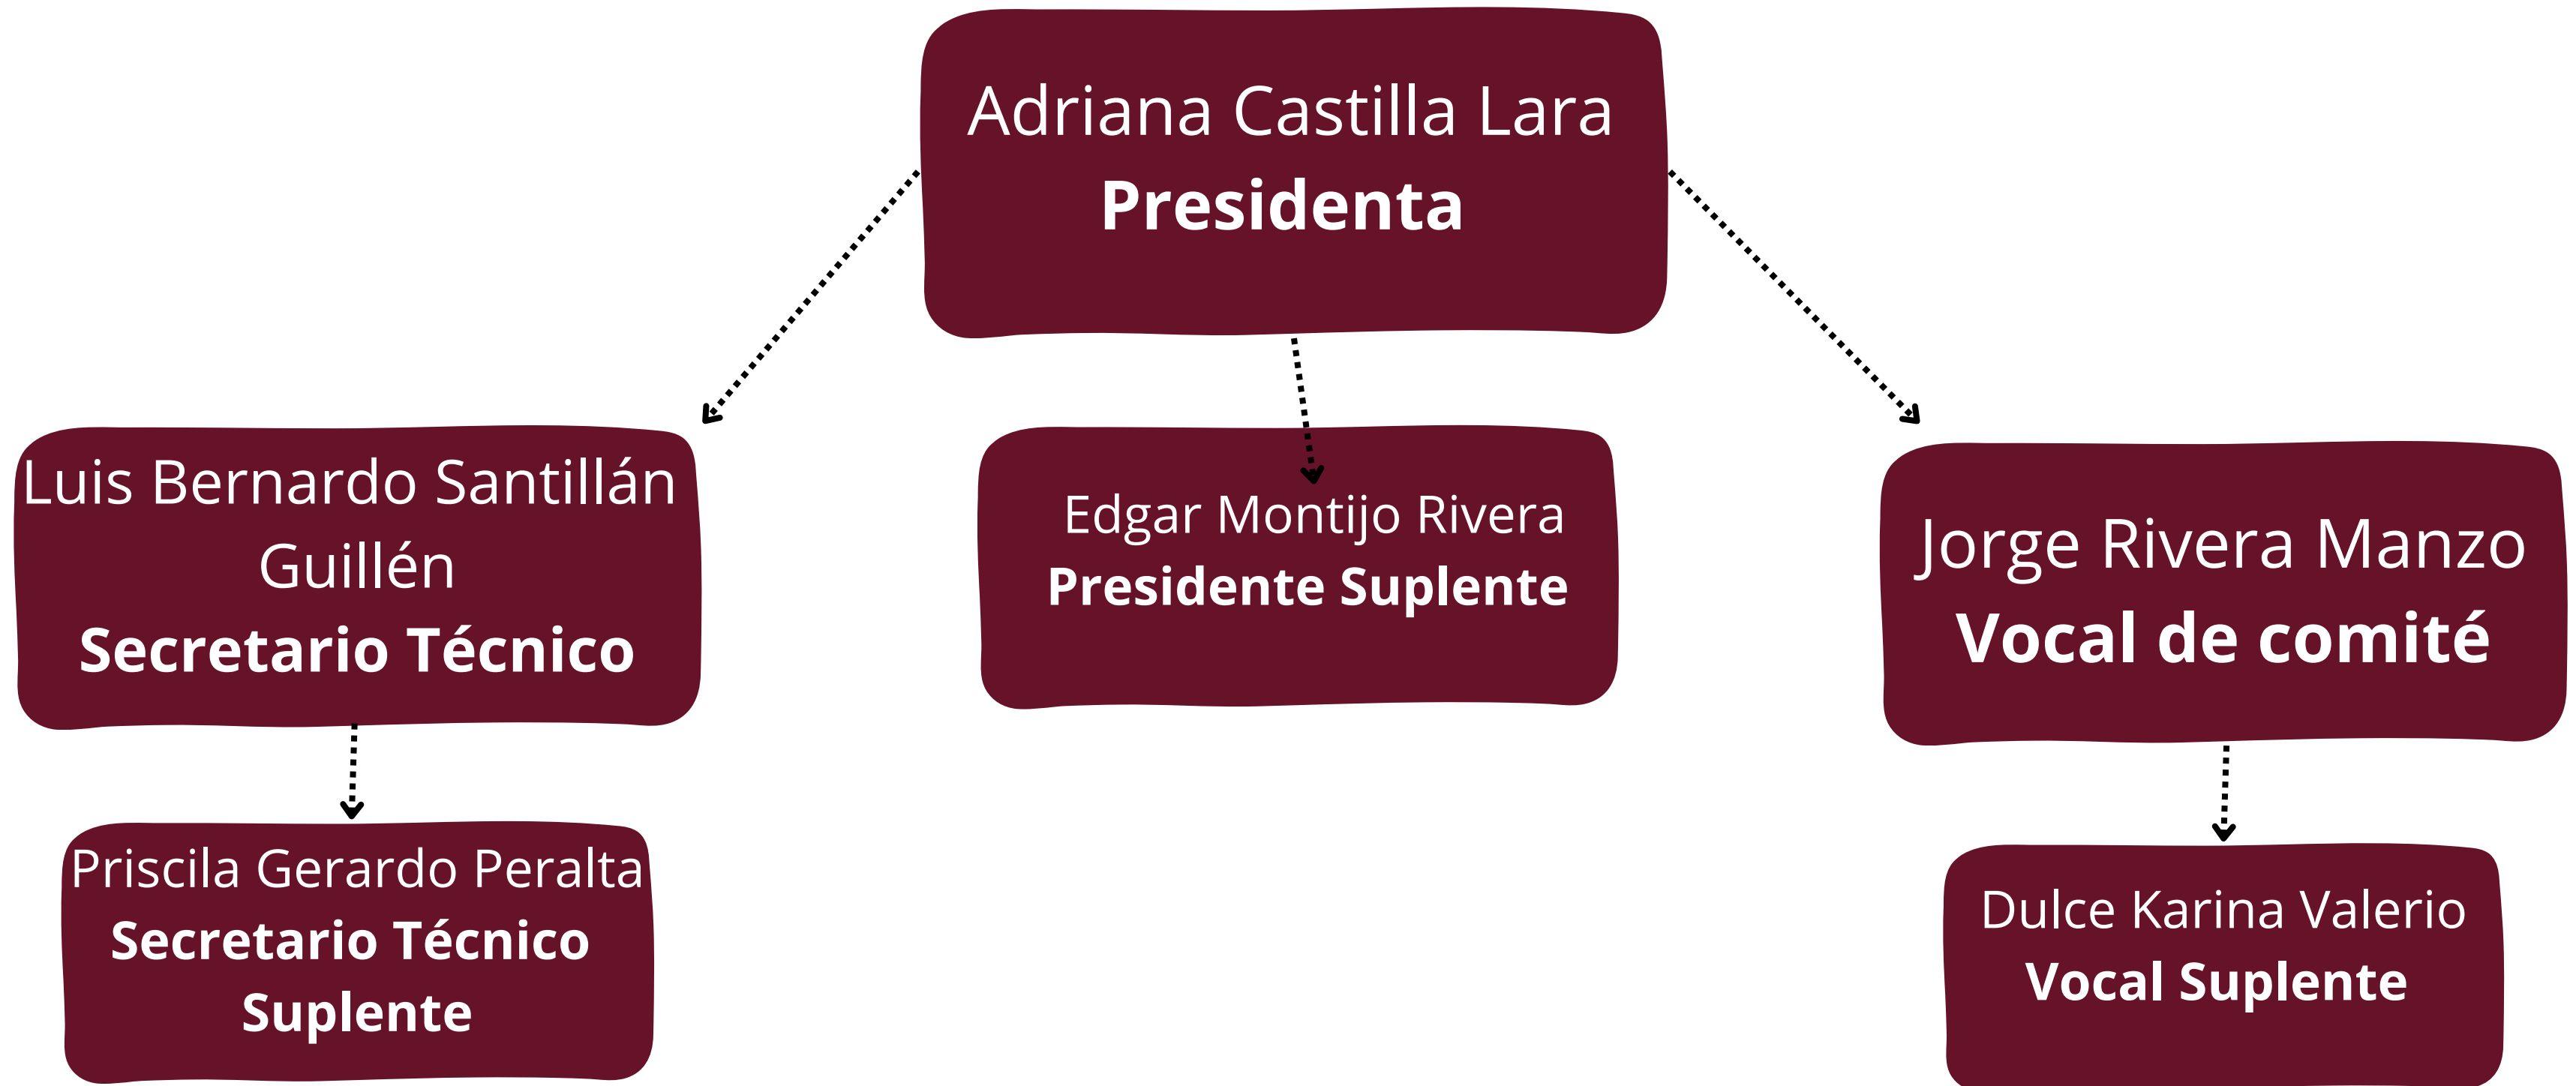 Adriana Castilla Lara
Presidenta
Luis Bernardo Santillán
Guillén
Secretario Técnico
Edgar Montijo Rivera
Presidente Suplente
Jorge Rivera Manzo
Vocal de comité
Priscila Gerardo Peralta
Secretario Técnico
Suplente
Dulce Karina Valerio
Vocal Suplente